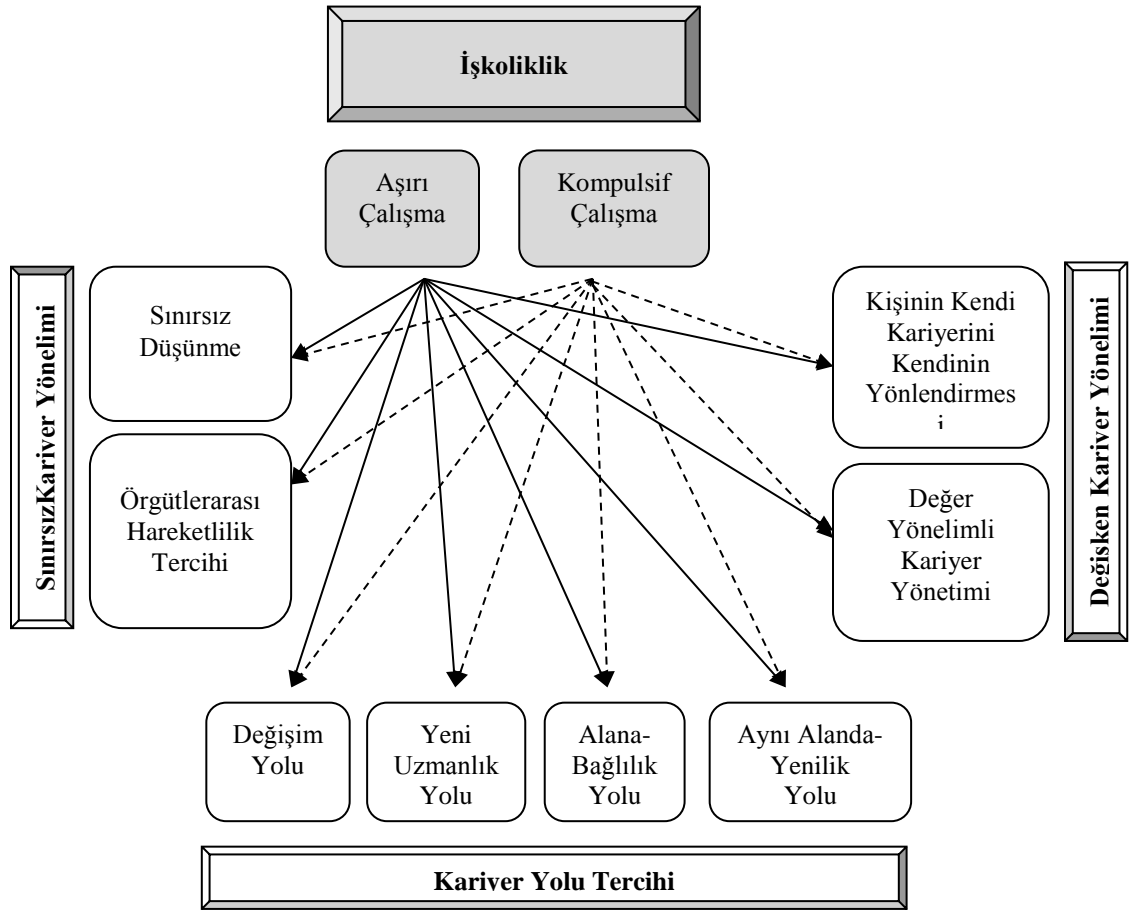 İşkoliklik
Aşırı
Çalışma
Kompulsif
Çalışma
SınırsızKariyer Yönelimi
Sınırsız
Düşünme
Örgütlerarası
Hareketlilik
Tercihi
Kişinin Kendi
Kariyerini
Kendinin
Yönlendirmes
i
Değer
Yönelimli
Kariyer
Yönetimi
Değişken Kariyer Yönelimi
Değişim
Yolu
Yeni
Uzmanlık
Yolu
Alana-
Bağlılık
Yolu
Aynı Alanda-
Yenilik
Yolu
Kariyer Yolu Tercihi